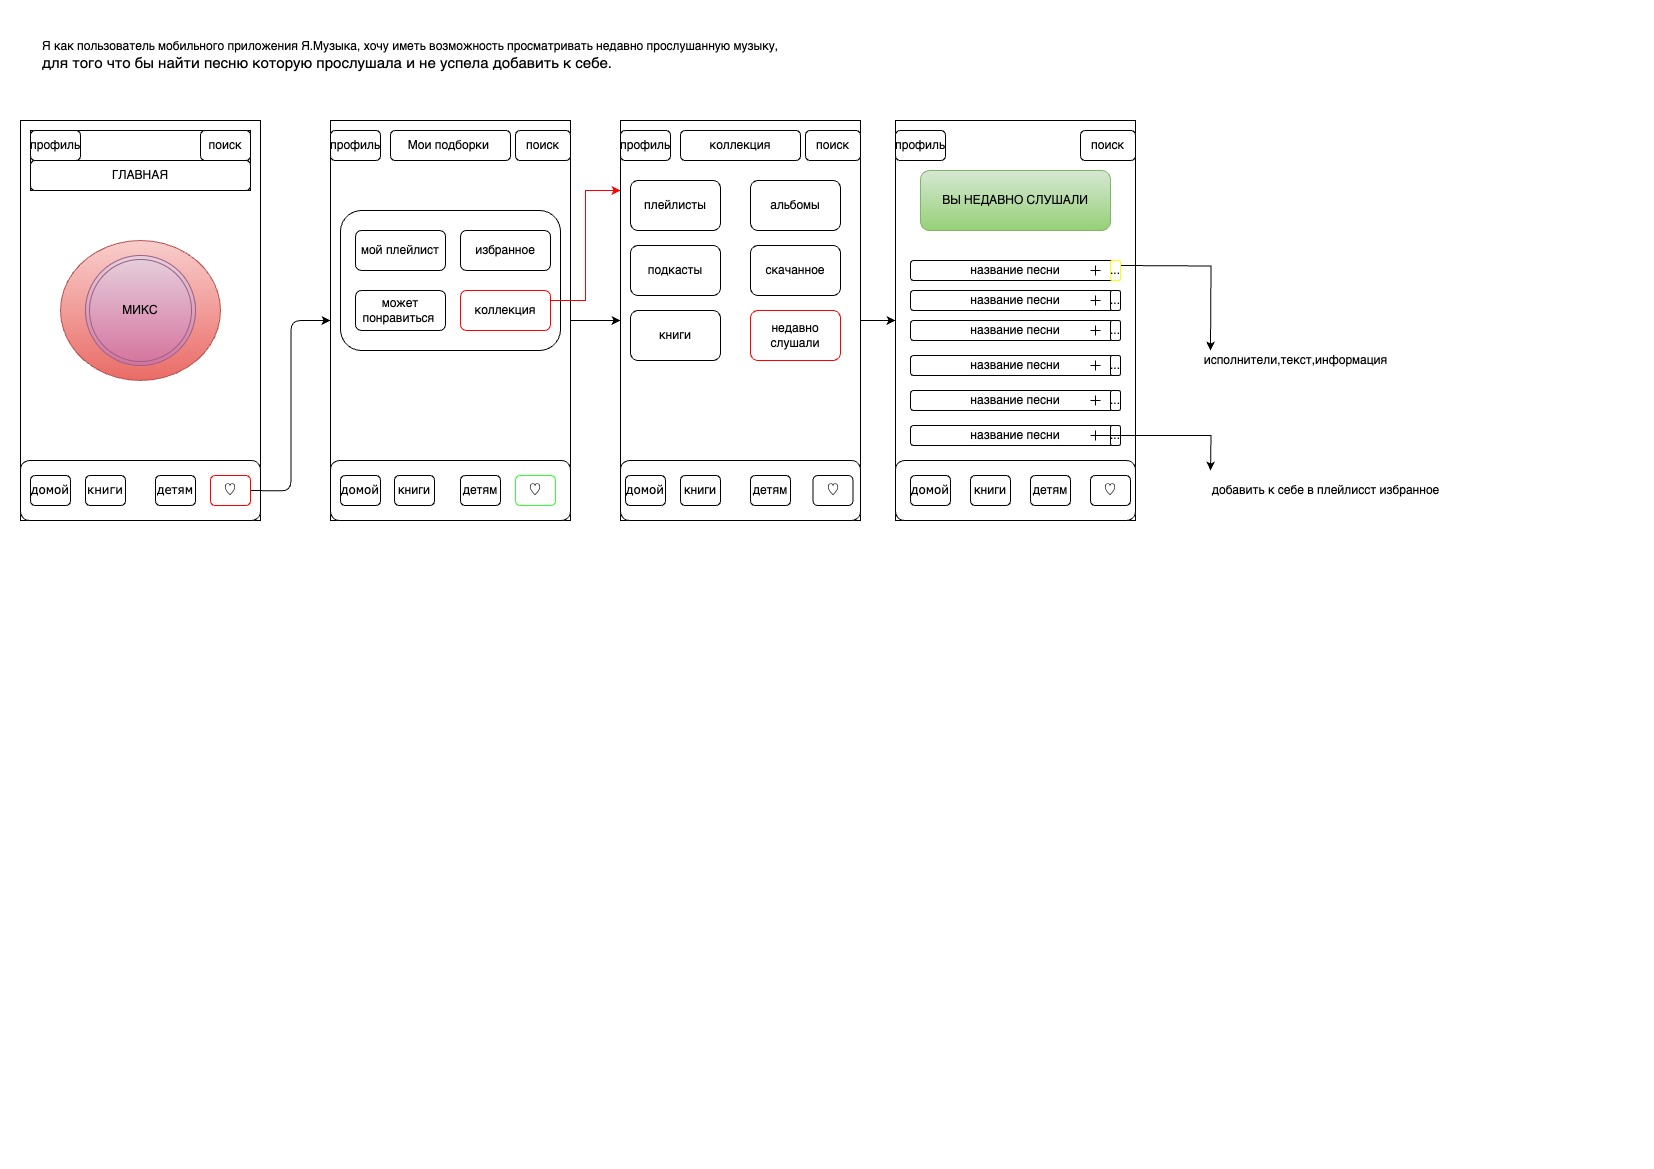 Я как пользователь мобильного приложения Я.Музыка, хочу иметь возможность просматривать недавно прослушанную музыку,
для того что бы найти песню которую прослушала и не успела добавить к себе.
профиль
поиск
ГЛАВНАЯ
МИКС
домой
книги
детям
♡
профиль
Мои подборки
поиск
мой плейлист
избранное
может
понравиться
коллекция
домой
книги
детям
♡
профиль
коллекция
поиск
плейлисты
альбомы
подкасты
скачанное
книги
недавно
слушали
домой
книги
детям
♡
профиль
поиск
ВЫ НЕДАВНО СЛУШАЛИ
название песни + ...
название песни + ...
название песни + ...
название песни + ...
название песни + ...
название песни + ...
домой
книги
детям
♡
исполнители,текст,информация
добавить к себе в плейлисст избранное